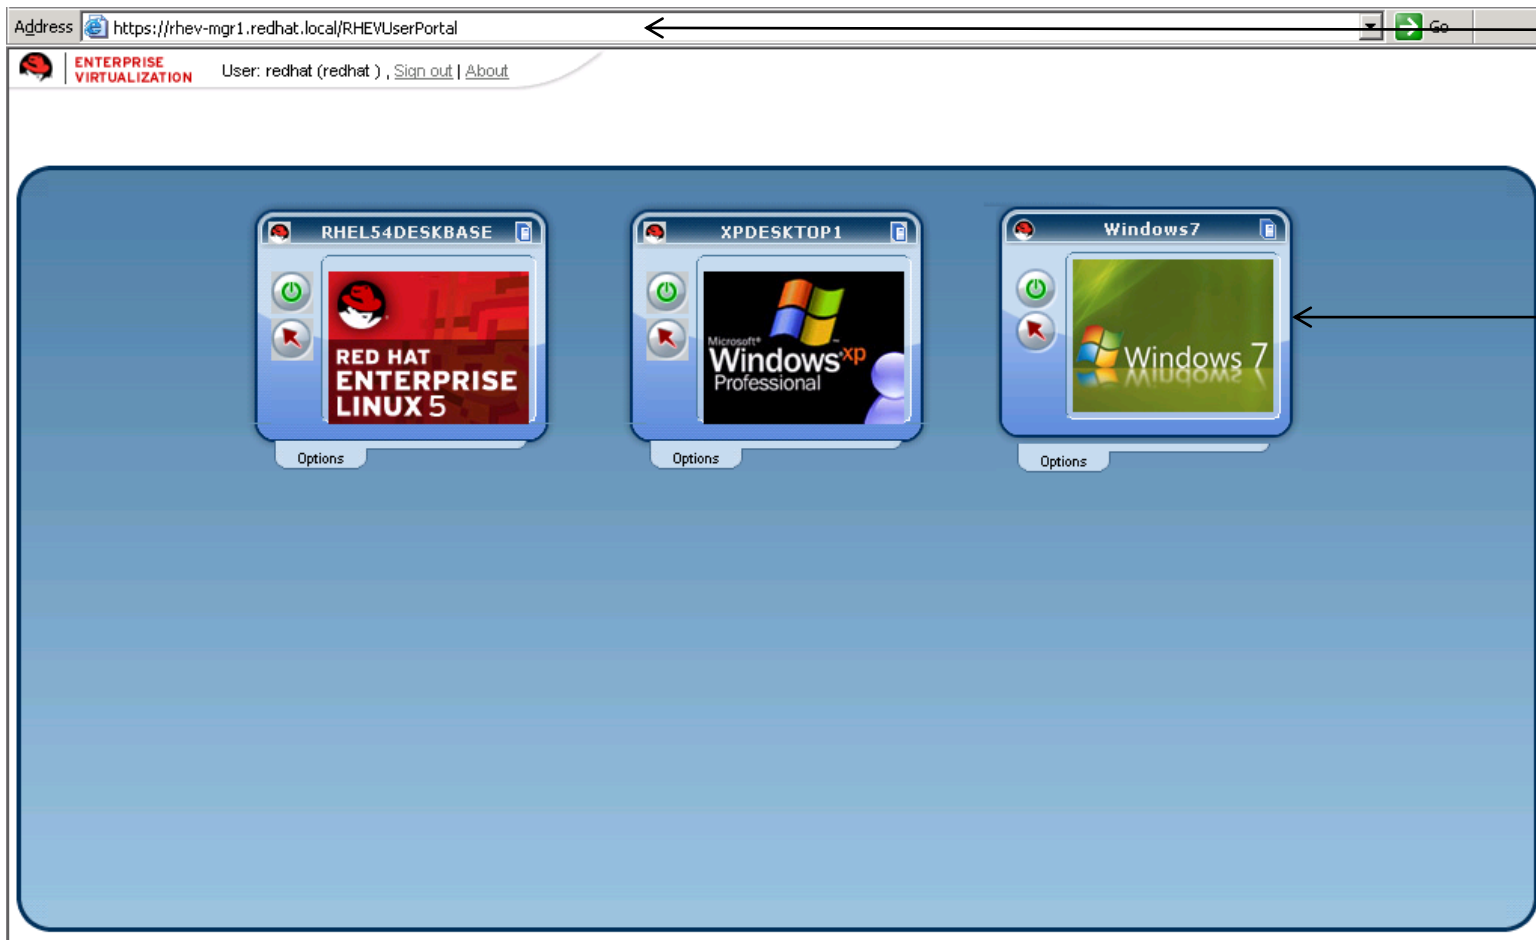 Address https://rhev-mgr1.redhat.local/RHEVUserPortal Go
ENTERPRISE
VIRTUALIZATION
User: redhat (redhat ) , Sign out | About
RHEL54DESKBASE
RED HAT
ENTERPRISE
LINUX 5
Options
XPDESKTOP1
Microsoft®
Windows xp
Professional
Options
Windows7
Windows 7
Options